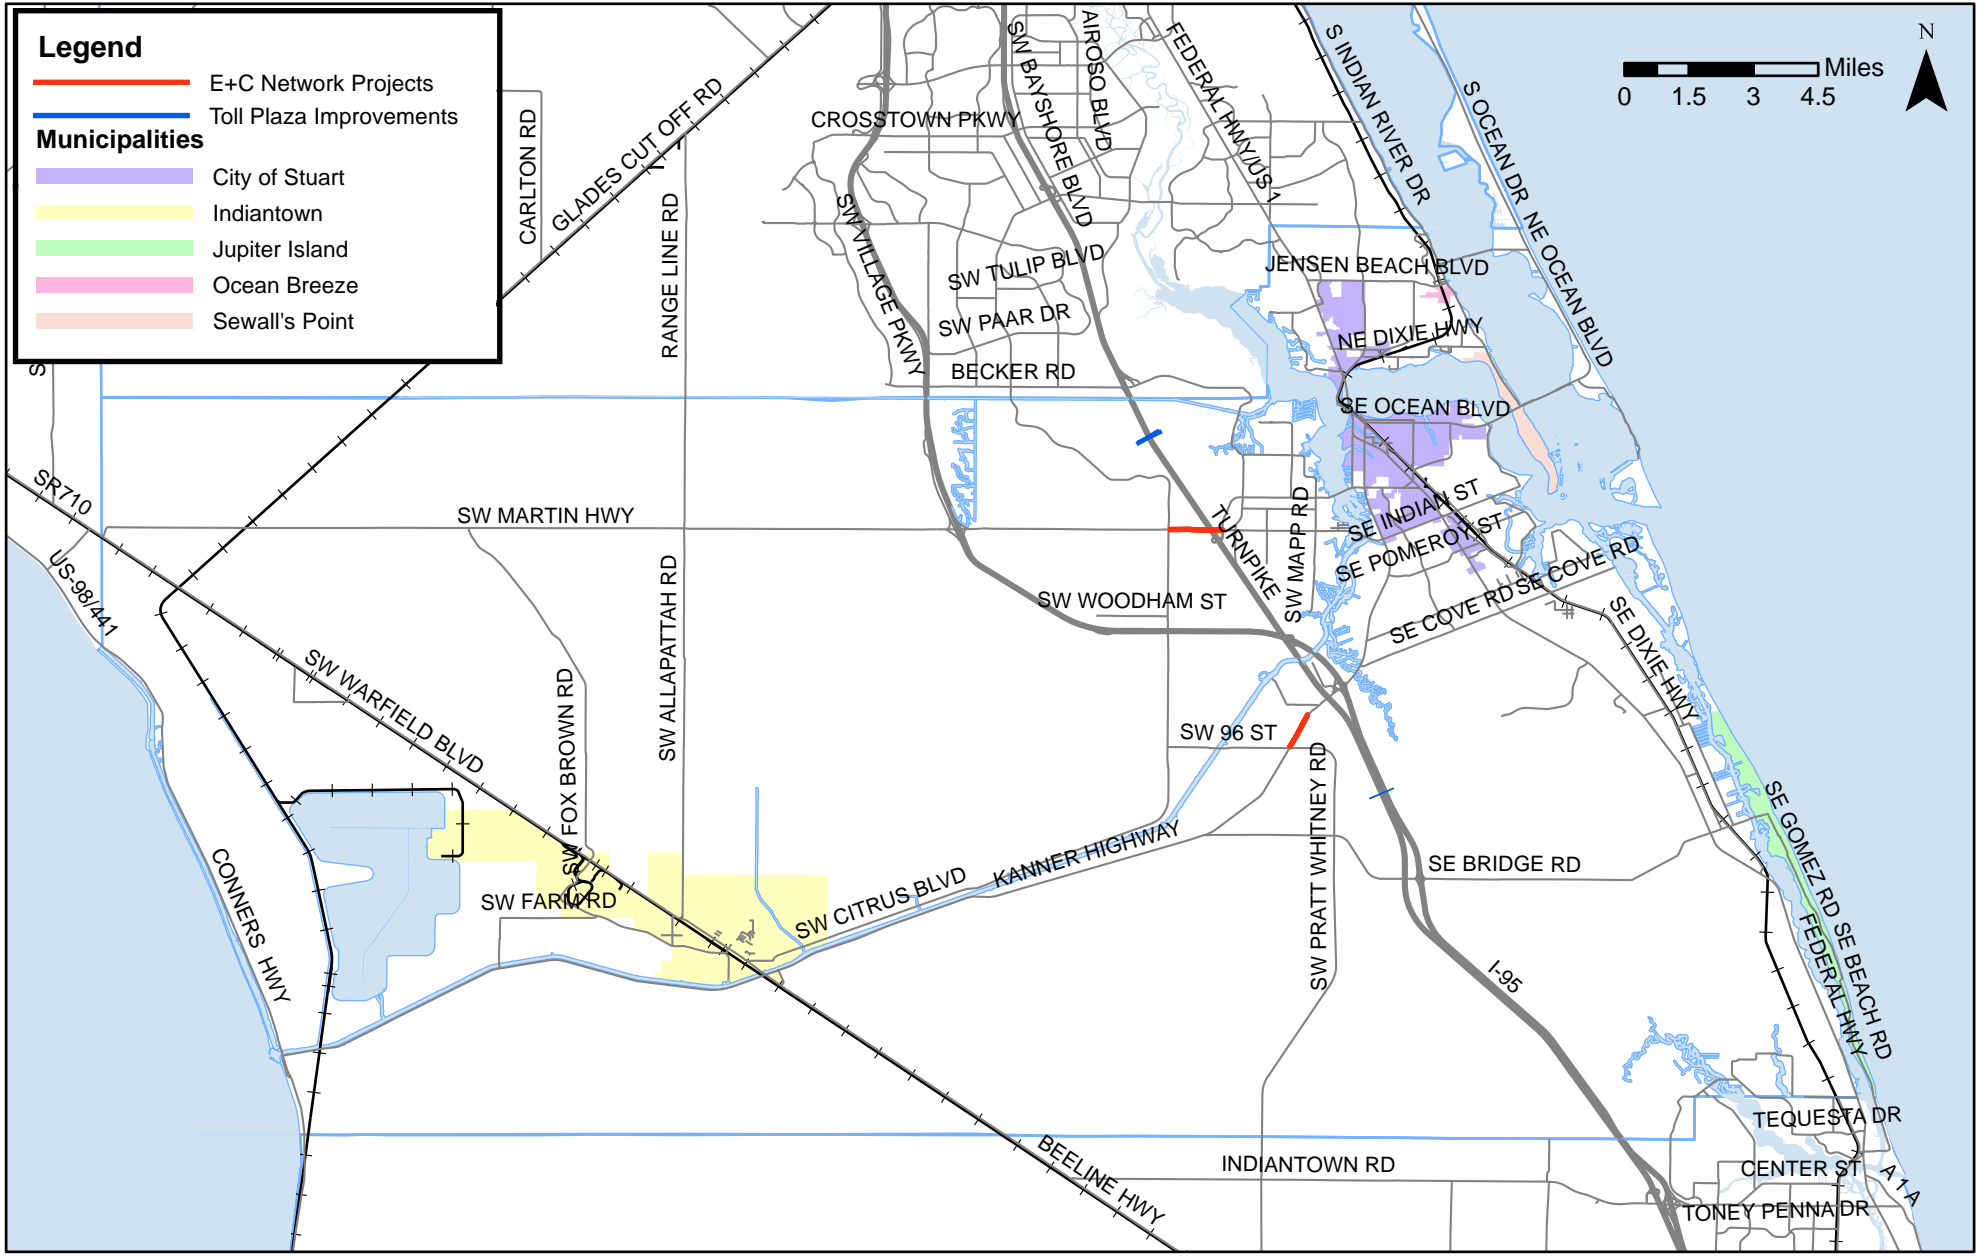 Legend
E+C Network Projects
Toll Plaza Improvements
Municipalities
City of Stuart
Indiantown
Jupiter Island
Ocean Breeze
Sewall's Point
N
Miles
0 1.5 3 4.5
CARLTON RD
GLADES CUT OFF RD
RANGE LINE RD
CROSSTOWN PKWY
SW BAYSHORE BLVD
AIROSO BLVD
FEDERAL HWY/US 1
S INDIAN RIVER DR
S OCEAN DR
NE OCEAN BLVD
SW VILLAGE PKWY
SW TULIP BLVD
SW PAAR DR
BECKER RD
JENSEN BEACH BLVD
NE DIXIE HWY
SE OCEAN BLVD
S
SR710
US-98/441
SW MARTIN HWY
TURNPIKE
SW MAPP RD
SE INDIAN ST
SE POMEROY ST
SE COVE RD
SE COVE RD
SW WOODHAM ST
SE DIXIE HWY
SW WARFIELD BLVD
SW FOX BROWN RD
SW ALLAPATTAH RD
SW 96 ST
SW PRATT WHITNEY RD
KANNER HIGHWAY
SW CITRUS BLVD
SW FARM RD
SE BRIDGE RD
SE GOMEZ RD
SE BEACH RD
FEDERAL HWY
CONNERS HWY
I-95
BEELINE HWY
INDIANTOWN RD
TEQUESTA DR
CENTER ST
A 1 A
TONEY PENNA DR